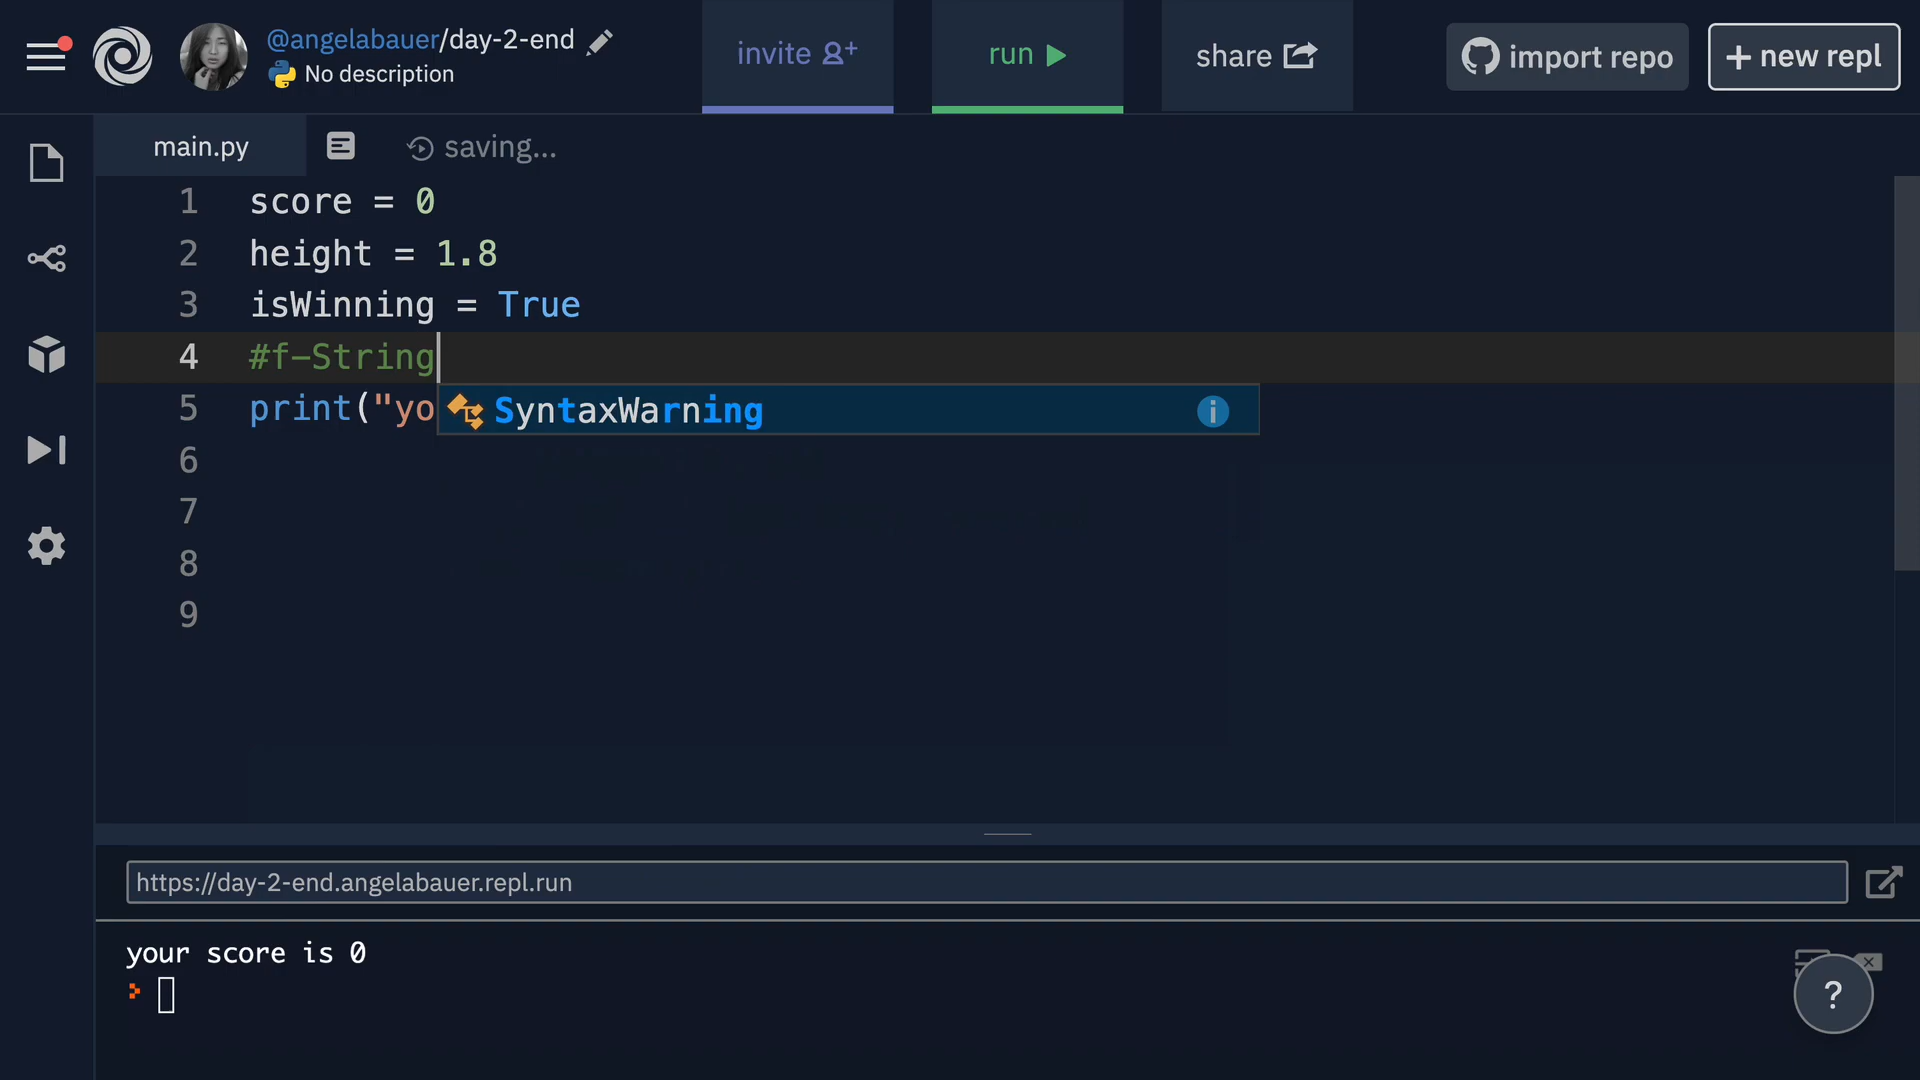 @angelabauer/day-2-end
No description
invite
run
share
import repo
+ new repl
main.py
saving...
1 score = 0
2 height = 1.8
3 isWinning = True
4 #f-String
5 print("yo
SyntaxWarning
6
7
8
9
https://day-2-end.angelabauer.repl.run
your score is 0
?